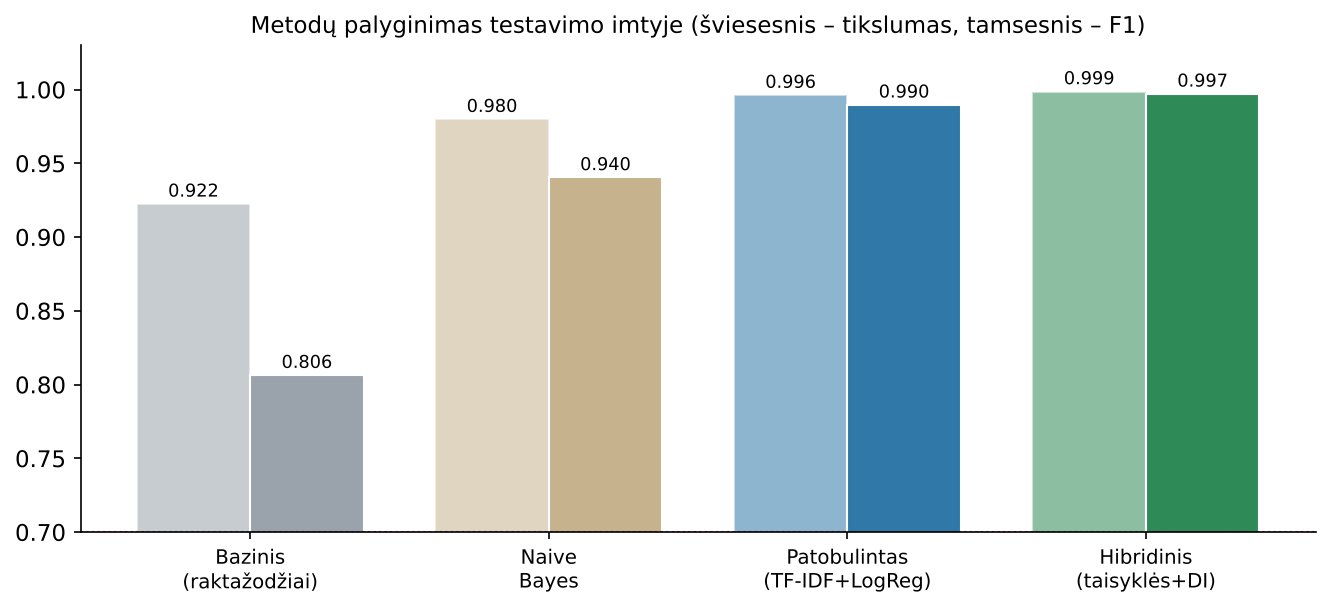 Metodų palyginimas testavimo imtyje (šviesesnis – tikslumas, tamsesnis – F1)
1.00
0.95
0.90
0.85
0.80
0.75
0.70
0.922
0.806
0.980
0.940
0.996
0.990
0.999
0.997
Bazinis
(raktažodžiai)
Naive
Bayes
Patobulintas
(TF-IDF+LogReg)
Hibridinis
(taisyklės+DI)